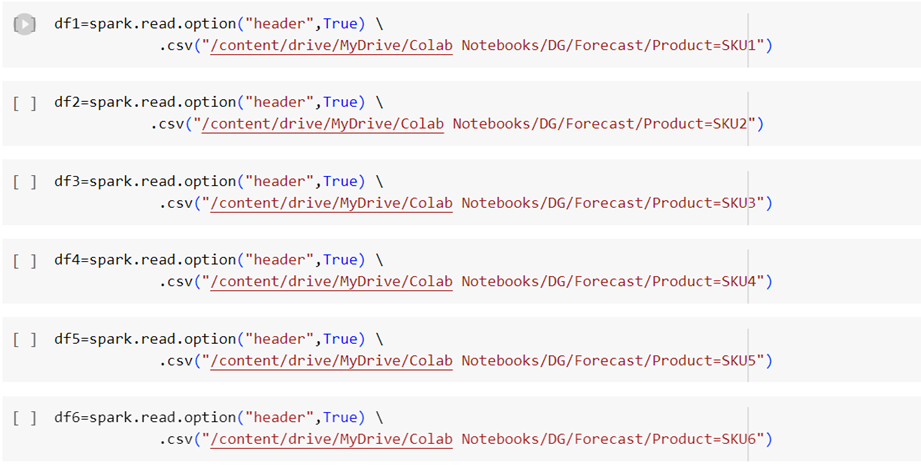 df1=spark.read.option("header",True) \
.csv("/content/drive/MyDrive/Colab Notebooks/DG/Forecast/Product=SKU1")
[ ] df2=spark.read.option("header",True) \
.csv("/content/drive/MyDrive/Colab Notebooks/DG/Forecast/Product=SKU2")
[ ] df3=spark.read.option("header",True) \
.csv("/content/drive/MyDrive/Colab Notebooks/DG/Forecast/Product=SKU3")
[ ] df4=spark.read.option("header",True) \
.csv("/content/drive/MyDrive/Colab Notebooks/DG/Forecast/Product=SKU4")
[ ] df5=spark.read.option("header",True) \
.csv("/content/drive/MyDrive/Colab Notebooks/DG/Forecast/Product=SKU5")
[ ] df6=spark.read.option("header",True) \
.csv("/content/drive/MyDrive/Colab Notebooks/DG/Forecast/Product=SKU6")